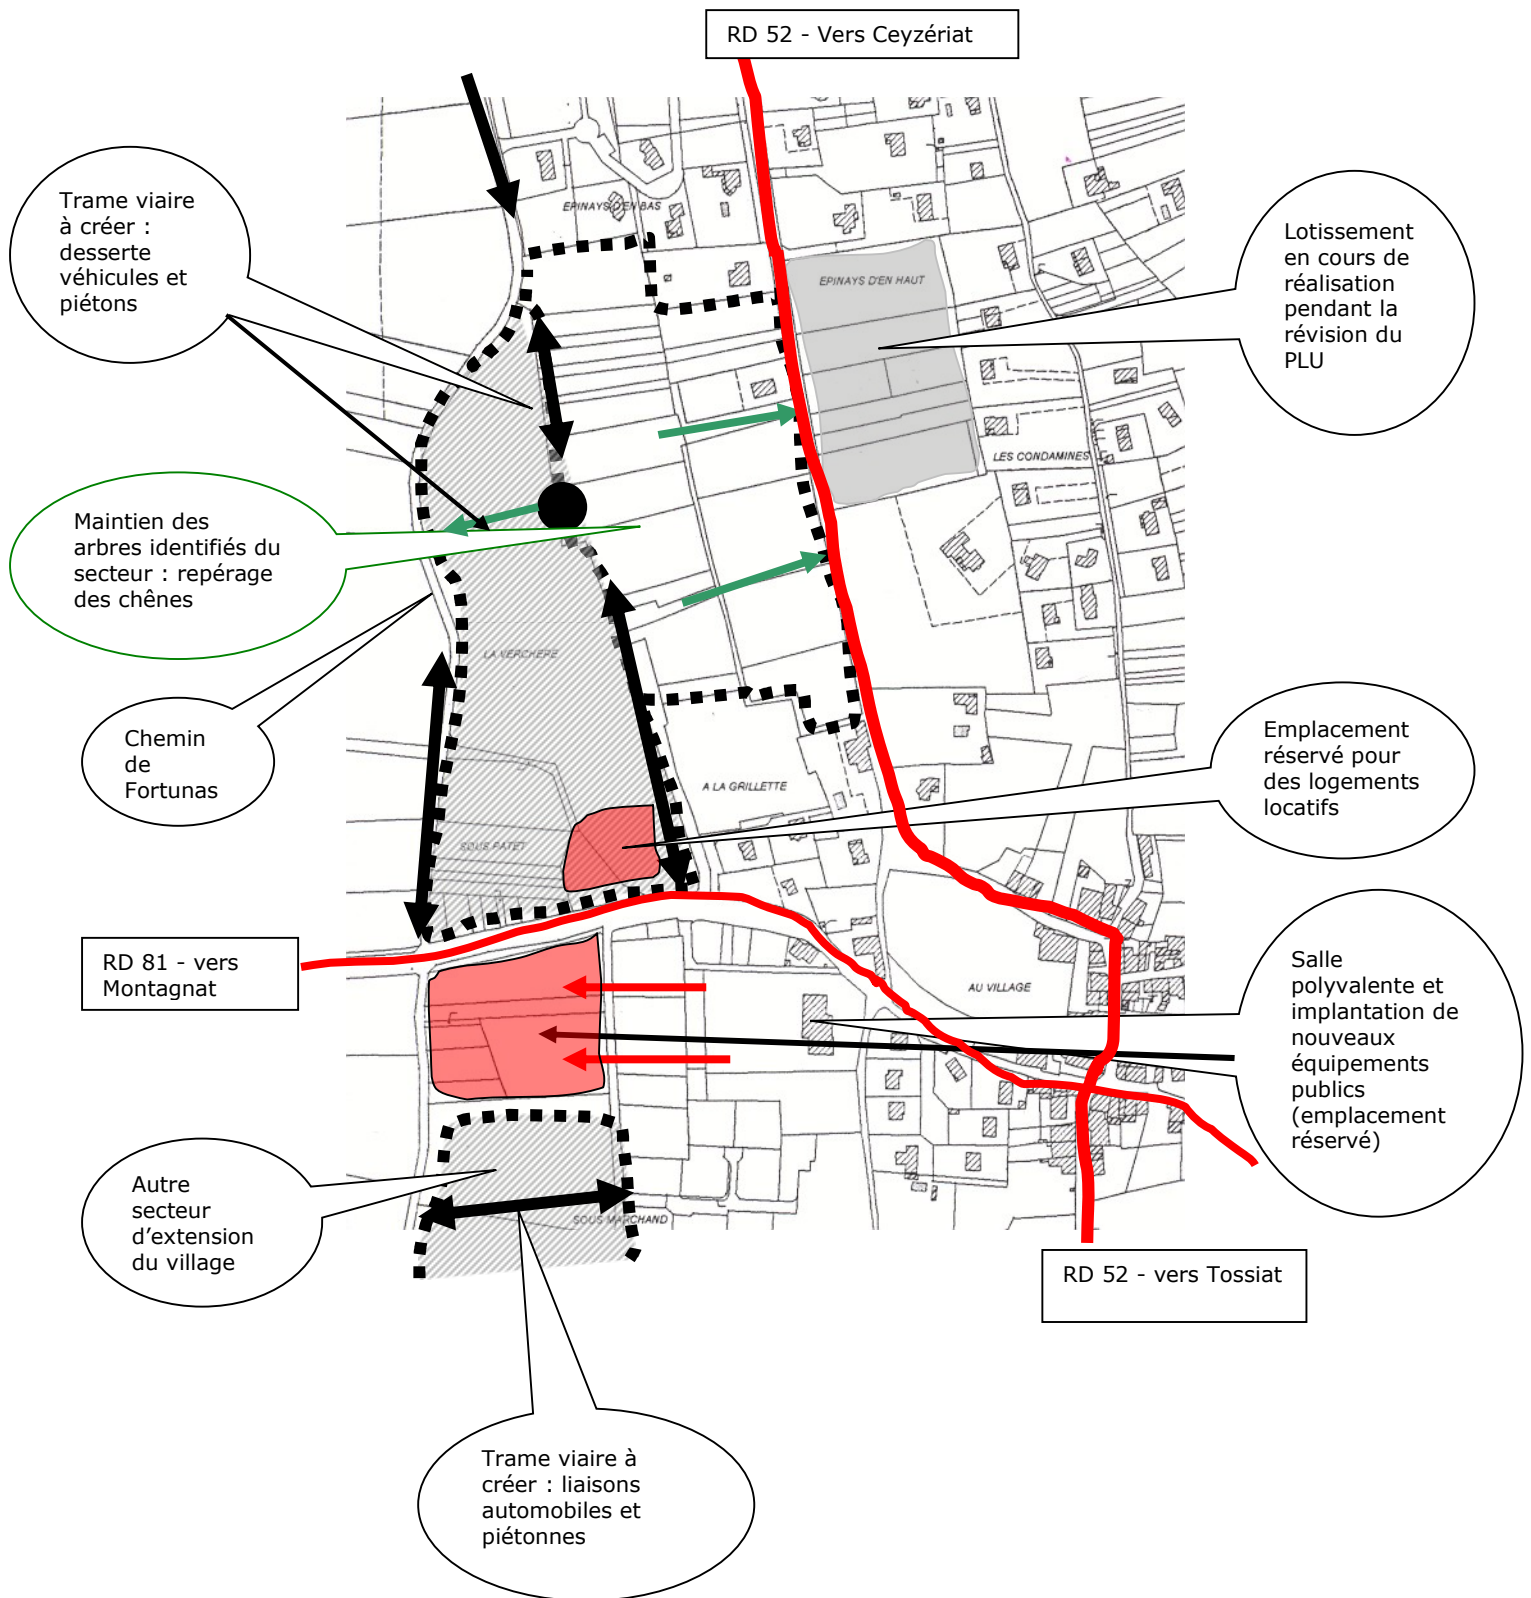 RD 52 - Vers Ceyzériat
Trame viaire
à créer :
desserte
véhicules et
piétons
EPINAYS D'EN BAS
EPINAYS D'EN HAUT
Lotissement
en cours de
réalisation
pendant la
révision du
PLU
LES CONDAMINES
Maintien des
arbres identifiés du
secteur : repérage
des chênes
LA VERCHERE
Chemin
de
Fortunas
A LA GRILLETTE
Emplacement
réservé pour
des logements
locatifs
SOUS PATET
RD 81 - vers
Montagnat
AU VILLAGE
Salle
polyvalente et
implantation de
nouveaux
équipements
publics
(emplacement
réservé)
Autre
secteur
d'extension
du village
SOUS MARCHAND
RD 52 - vers Tossiat
Trame viaire à
créer : liaisons
automobiles et
piétonnes